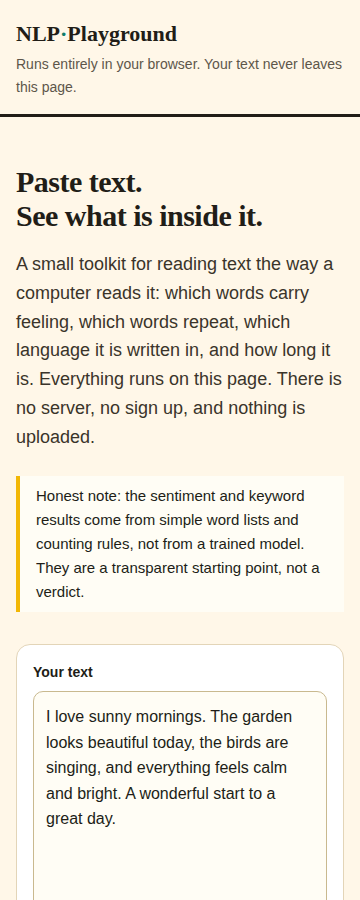 NLP·Playground
Runs entirely in your browser. Your text never leaves
this page.
Paste text.
See what is inside it.
A small toolkit for reading text the way a
computer reads it: which words carry
feeling, which words repeat, which
language it is written in, and how long it
is. Everything runs on this page. There is
no server, no sign up, and nothing is
uploaded.
Honest note: the sentiment and keyword
results come from simple word lists and
counting rules, not from a trained model.
They are a transparent starting point, not a
verdict.
Your text
I love sunny mornings. The garden
looks beautiful today, the birds are
singing, and everything feels calm
and bright. A wonderful start to a
great day.